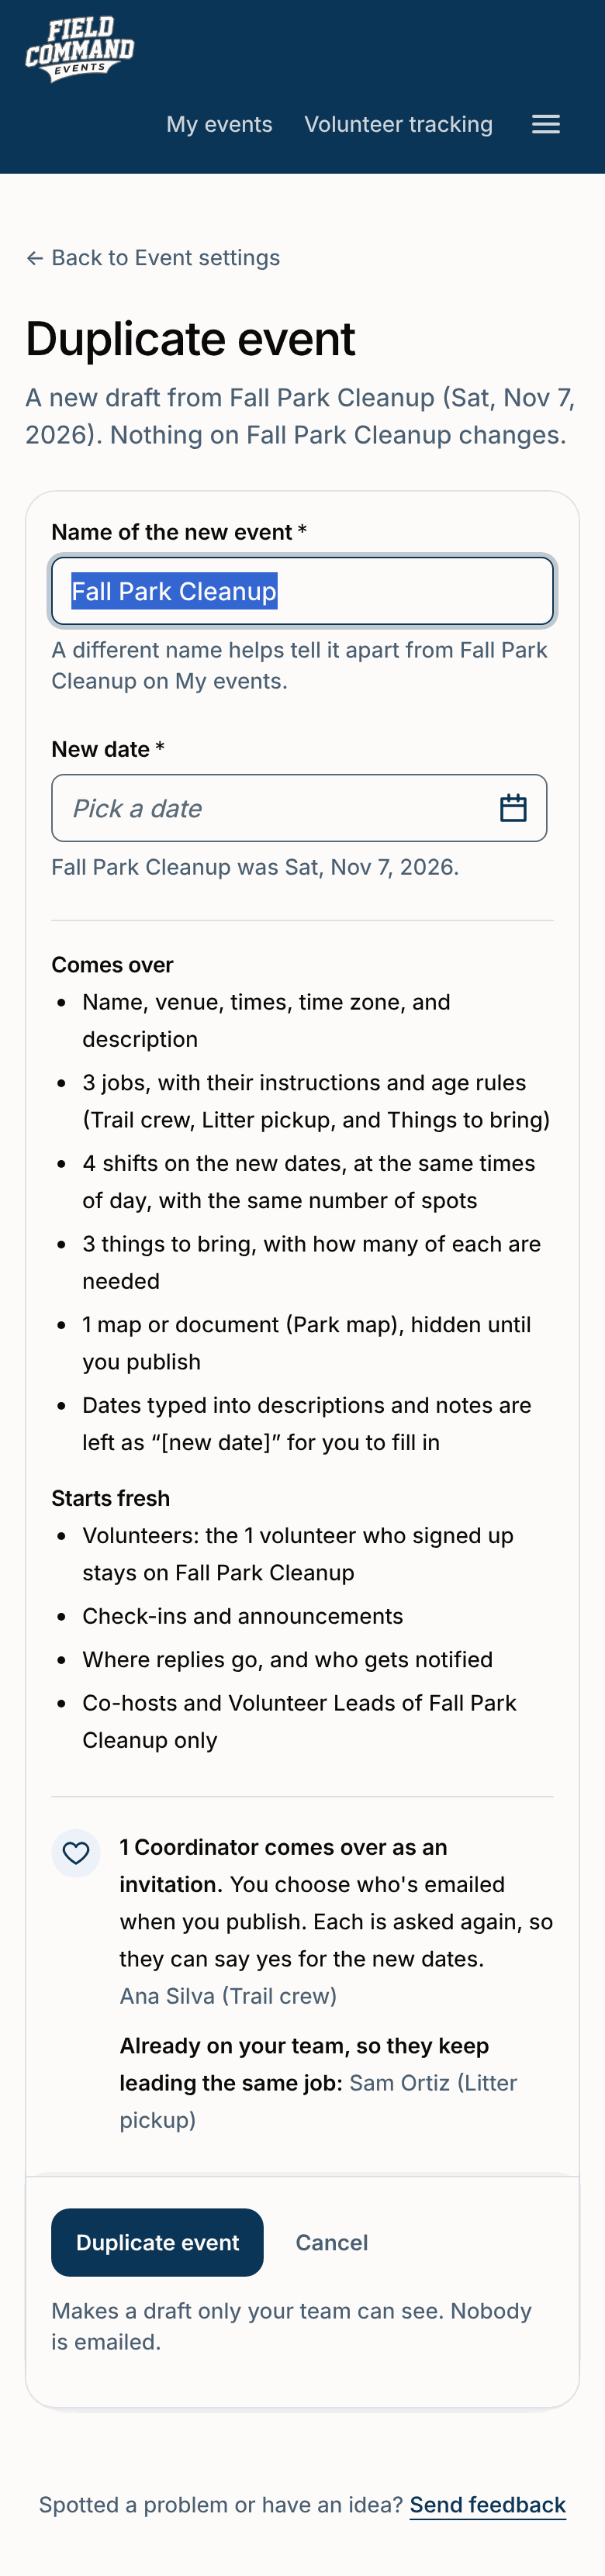 FIELD
COMMAND
EVENTS
My events
Volunteer tracking
← Back to Event settings
Duplicate event
A new draft from Fall Park Cleanup (Sat, Nov 7,
2026). Nothing on Fall Park Cleanup changes.
Name of the new event *
Fall Park Cleanup
A different name helps tell it apart from Fall Park
Cleanup on My events.
New date *
Pick a date
Fall Park Cleanup was Sat, Nov 7, 2026.
Comes over
• Name, venue, times, time zone, and
description
• 3 jobs, with their instructions and age rules
(Trail crew, Litter pickup, and Things to bring)
• 4 shifts on the new dates, at the same times
of day, with the same number of spots
• 3 things to bring, with how many of each are
needed
• 1 map or document (Park map), hidden until
you publish
• Dates typed into descriptions and notes are
left as “[new date]” for you to fill in
Starts fresh
• Volunteers: the 1 volunteer who signed up
stays on Fall Park Cleanup
• Check-ins and announcements
• Where replies go, and who gets notified
• Co-hosts and Volunteer Leads of Fall Park
Cleanup only
1 Coordinator comes over as an
invitation. You choose who's emailed
when you publish. Each is asked again, so
they can say yes for the new dates.
Ana Silva (Trail crew)
Already on your team, so they keep
leading the same job: Sam Ortiz (Litter
pickup)
Duplicate event
Cancel
Makes a draft only your team can see. Nobody
is emailed.
Spotted a problem or have an idea? Send feedback